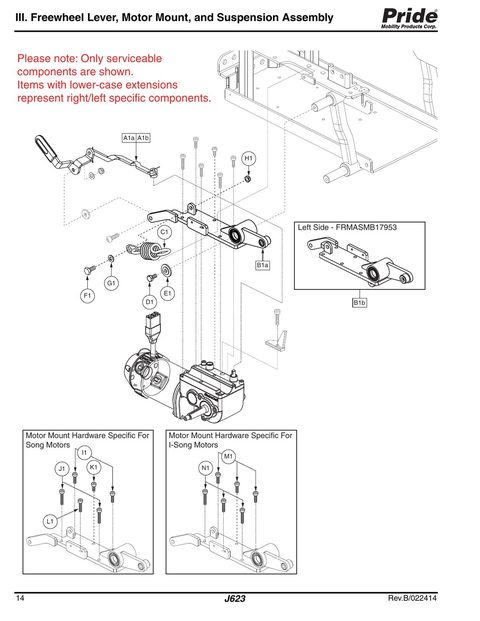 III. Freewheel Lever, Motor Mount, and Suspension Assembly
Pride®
Mobility Products Corp.
Please note: Only serviceable
components are shown.
Items with lower-case extensions
represent right/left specific components.
A1a A1b
H1
C1
Left Side - FRMASMB17953
B1a
G1
F1
D1
E1
B1b
Motor Mount Hardware Specific For
Song Motors
I1
J1
K1
L1
Motor Mount Hardware Specific For
I-Song Motors
M1
N1
14
J623
Rev.B/022414